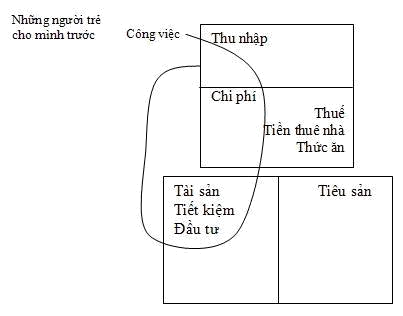 Những người trẻ
cho mình trước
Công việc
Thu nhập
Chi phí
Thuế
Tiền thuê nhà
Thức ăn
Tài sản
Tiết kiệm
Đầu tư
Tiêu sản